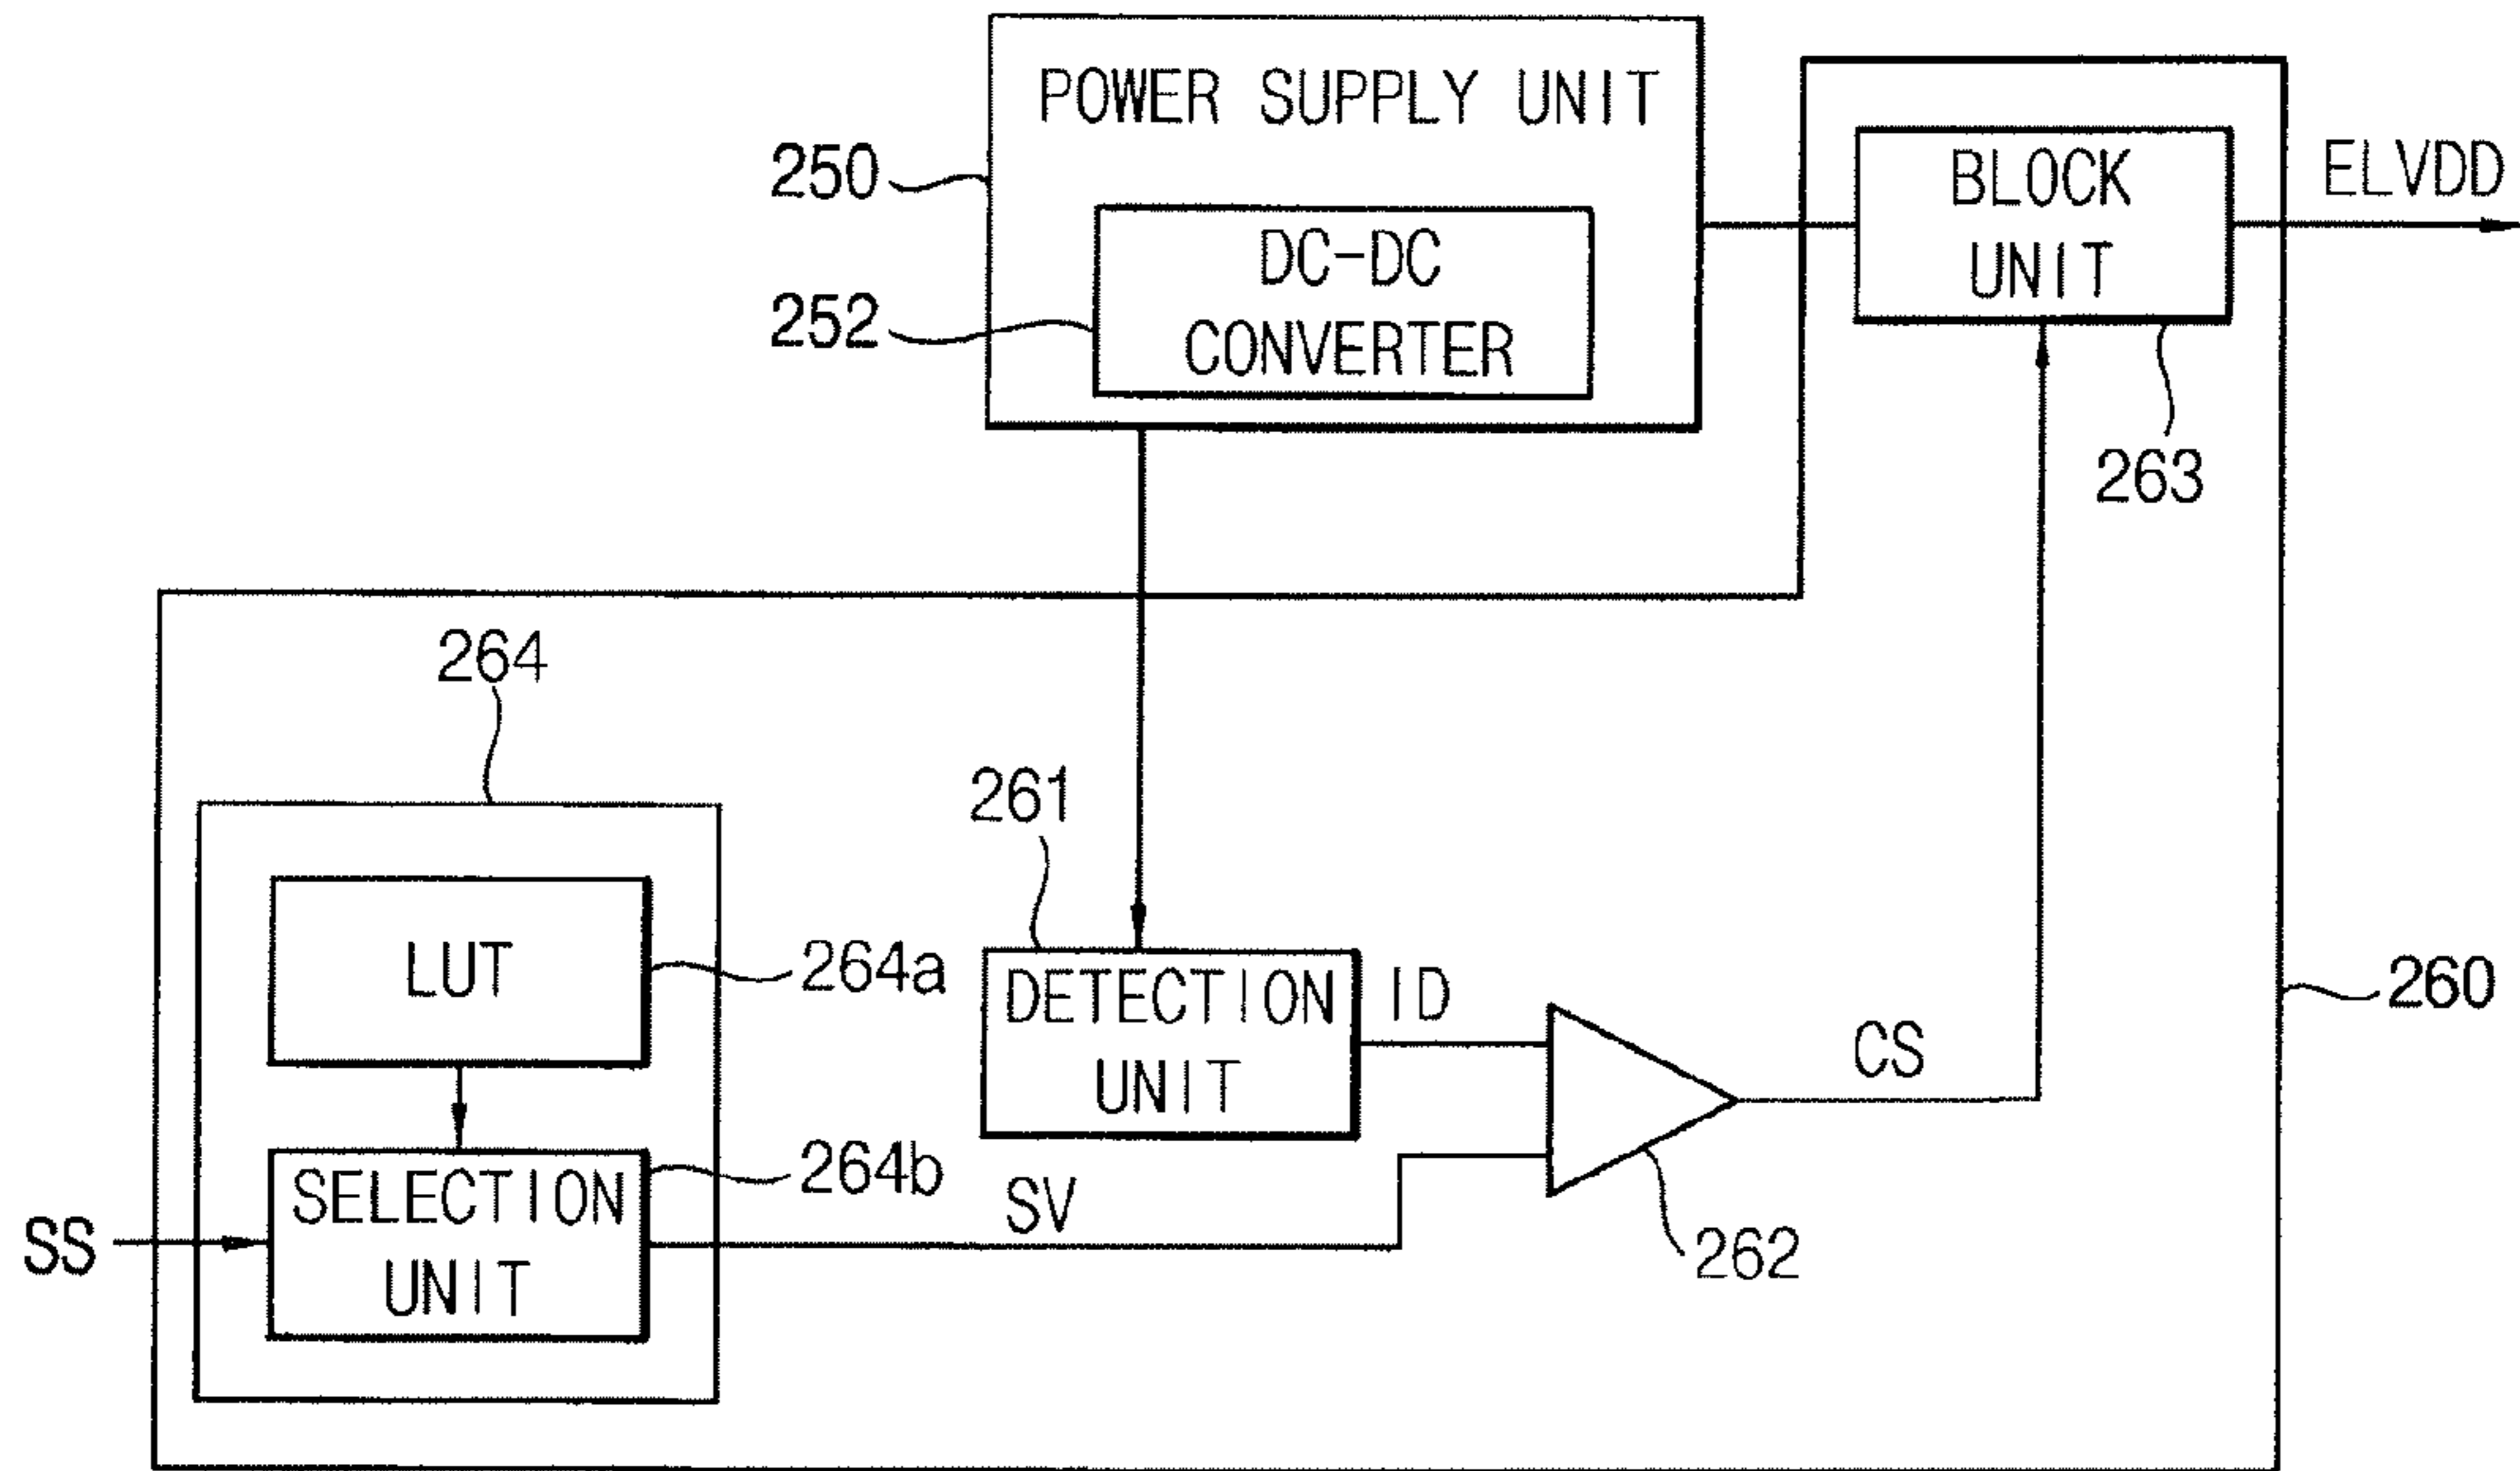 POWER SUPPLY UNIT
250
DC-DC
CONVERTER
252
BLOCK
UNIT
ELVDD
263
264
261
LUT
264a
DETECTION
UNIT
ID
260
CS
264b
SELECTION
UNIT
SS
SV
262